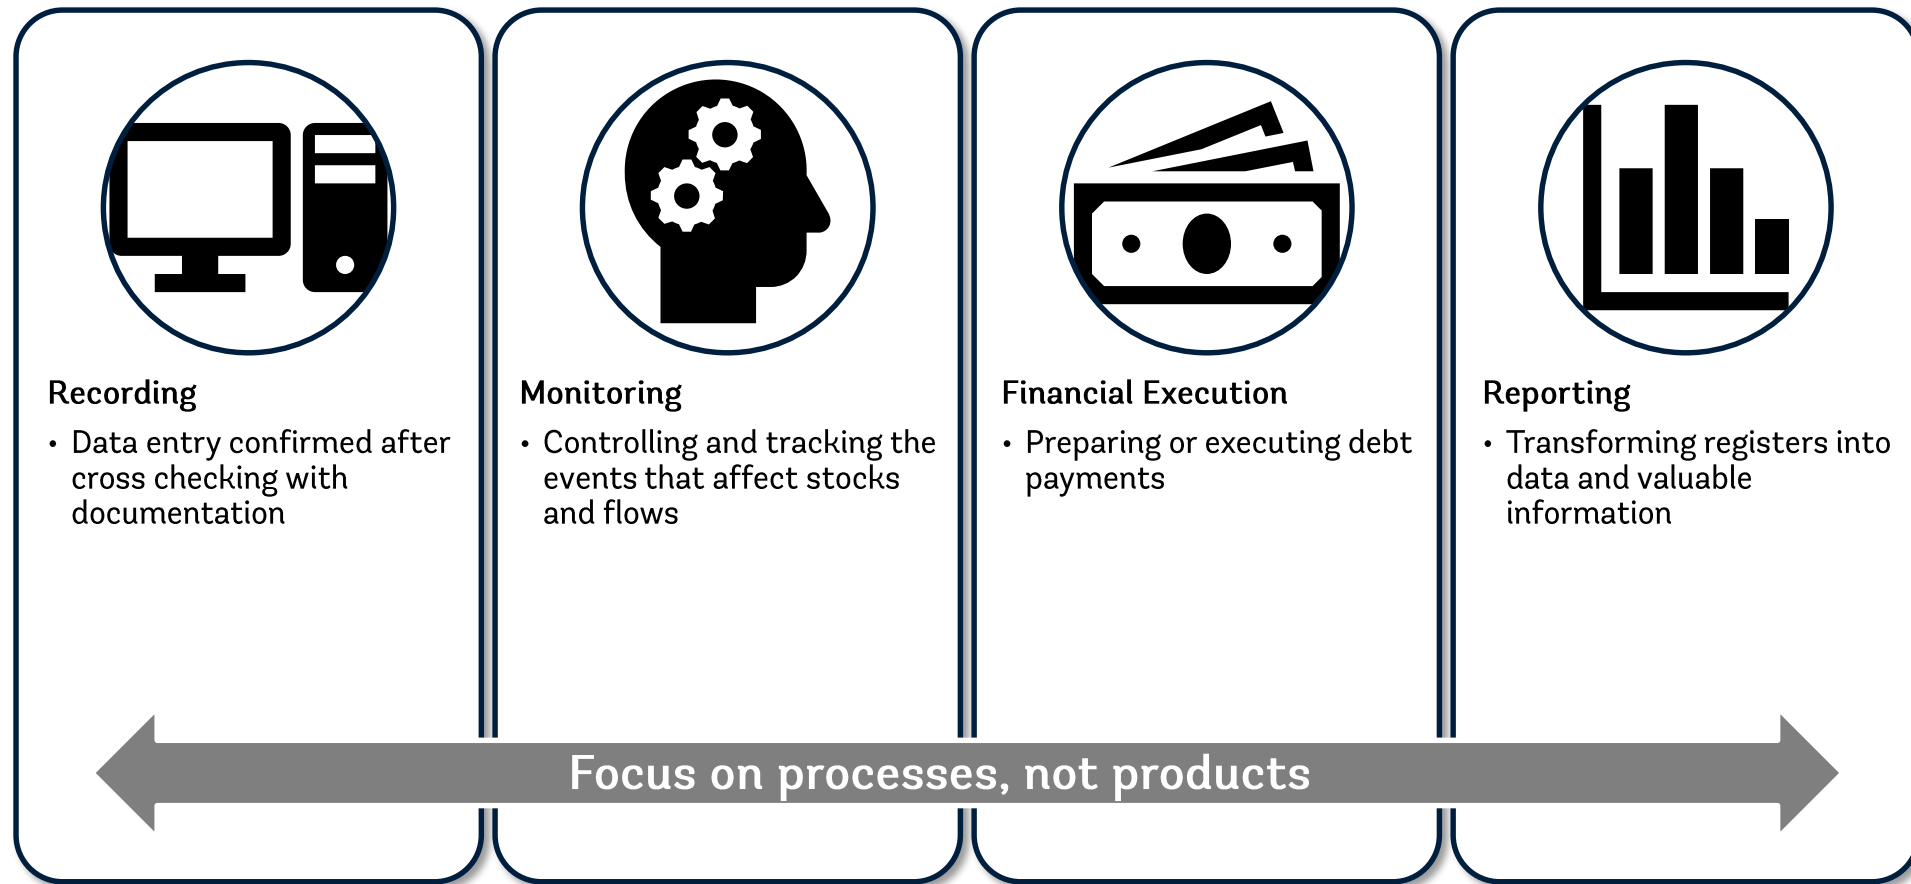 Recording
• Data entry confirmed after
cross checking with
documentation
Monitoring
• Controlling and tracking the
events that affect stocks
and flows
Financial Execution
• Preparing or executing debt
payments
Reporting
• Transforming registers into
data and valuable
information
Focus on processes, not products